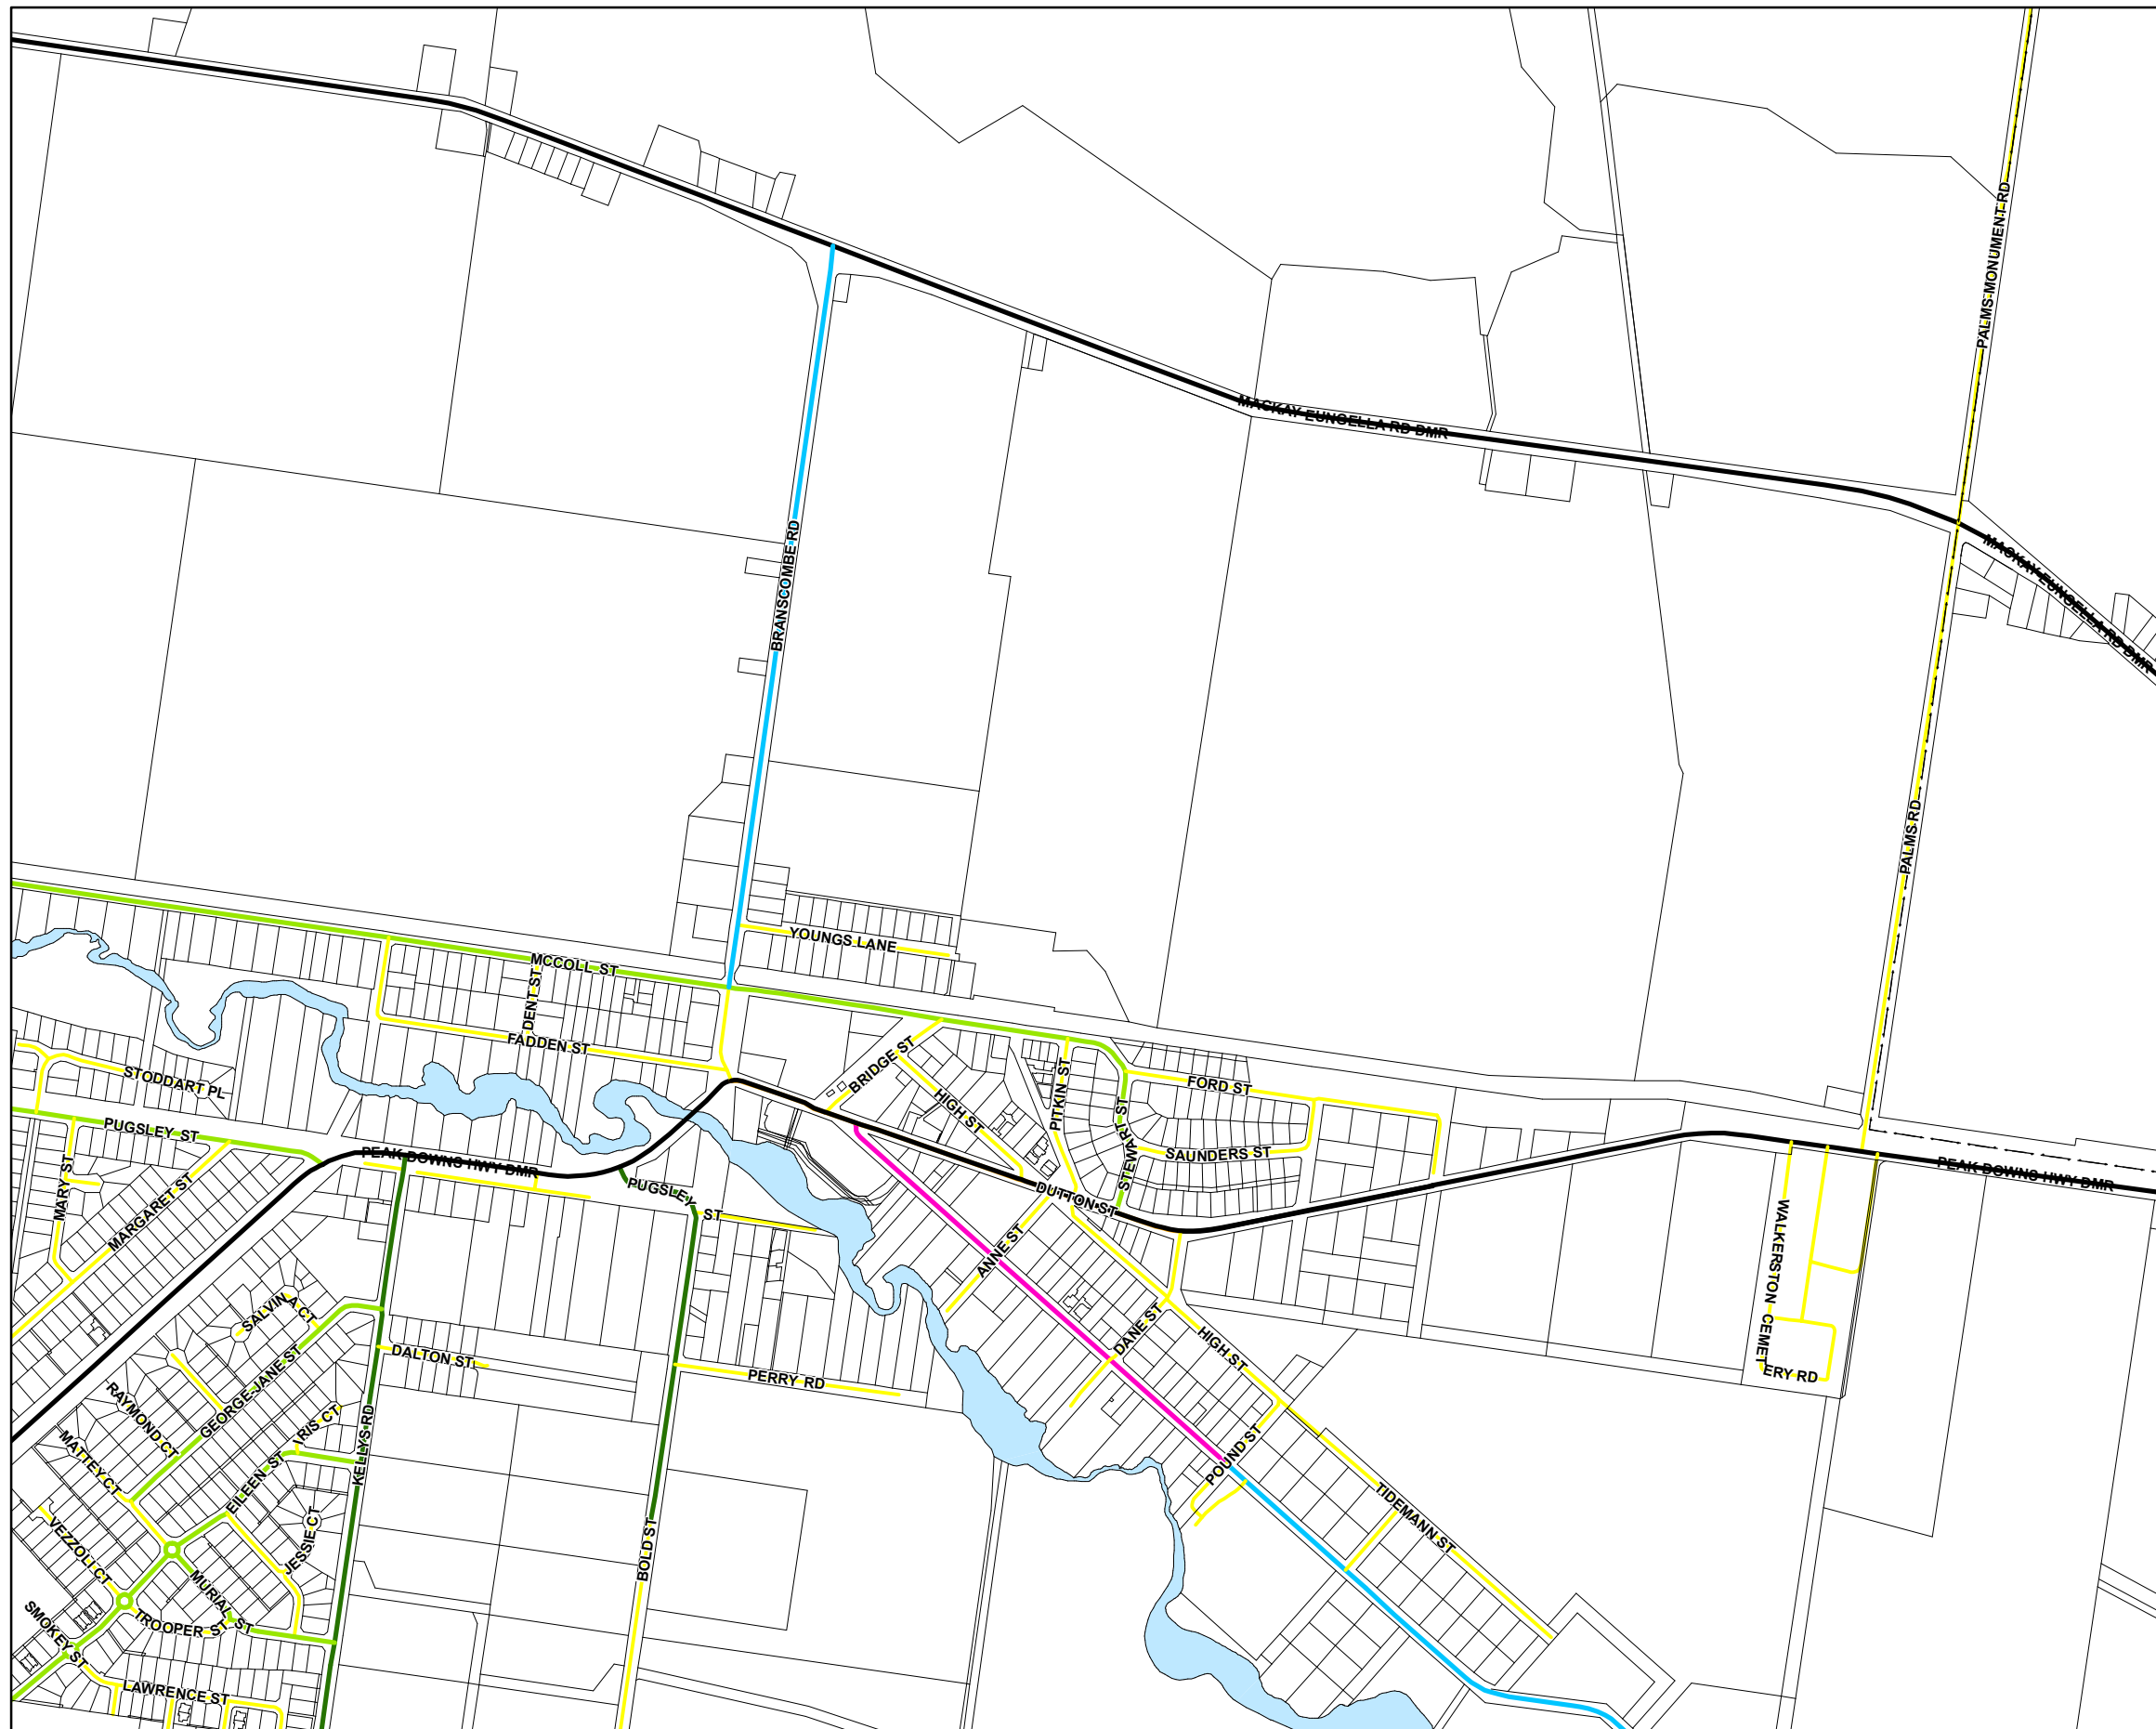 PALMS-MONUMENT-RD
MACKAY EUNGELLA RD DMR
BRANSCOMBE RD
MACKAY EUNGELLA RD DMR
PALMS RD
YOUNGS LANE
MCCOLL ST
DENT ST
FADDEN ST
STODDART PL
BRIDGE ST
HIGH ST
PITKIN ST
FORD ST
STEWART ST
SAUNDERS ST
PUGSLEY ST
PEAK DOWNS HWY DMR
PUGSLEY ST
MARY ST
MARGARET ST
DUTTON ST
PEAK DOWNS HWY DMR
ANNE ST
WALKERSTON CEMETERY RD
SALVIN A CT
GEORGE JANE ST
DALTON ST
PERRY RD
DANE ST
HIGH ST
RAYMOND CT
IRIS CT
KELLYS RD
MATTEY CT
EILEEN ST
POUND ST
TIDEMANN ST
VEZZOLI CT
JESSIE CT
BOLD ST
MURIAL ST
SMOKEY ST
TROOPER ST
LAWRENCE ST